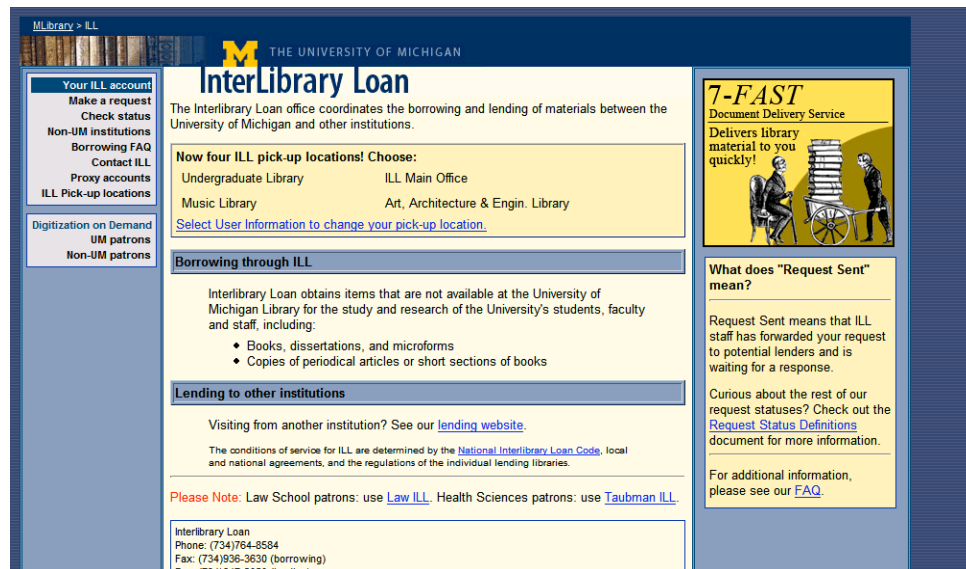 MLibrary > ILL
M THE UNIVERSITY OF MICHIGAN
InterLibrary Loan
Your ILL account
Make a request
Check status
Non-UM institutions
Borrowing FAQ
Contact ILL
Proxy accounts
ILL Pick-up locations
Digitization on Demand
UM patrons
Non-UM patrons
The Interlibrary Loan office coordinates the borrowing and lending of materials between the
University of Michigan and other institutions.
Now four ILL pick-up locations! Choose:
Undergraduate Library ILL Main Office
Music Library Art, Architecture & Engin. Library
Select User Information to change your pick-up location.
Borrowing through ILL
Interlibrary Loan obtains items that are not available at the University of
Michigan Library for the study and research of the University's students, faculty
and staff, including:
Books, dissertations, and microforms
Copies of periodical articles or short sections of books
Lending to other institutions
Visiting from another institution? See our lending website.
The conditions of service for ILL are determined by the National Interlibrary Loan Code, local
and national agreements, and the regulations of the individual lending libraries.
Please Note: Law School patrons: use Law ILL. Health Sciences patrons: use Taubman ILL.
Interlibrary Loan
Phone: (734)764-8584
Fax: (734)936-3630 (borrowing)
7-FAST
Document Delivery Service
Delivers library
material to you
quickly!
What does "Request Sent"
mean?
Request Sent means that ILL
staff has forwarded your request
to potential lenders and is
waiting for a response.
Curious about the rest of our
request statuses? Check out the
Request Status Definitions
document for more information.
For additional information,
please see our FAQ.